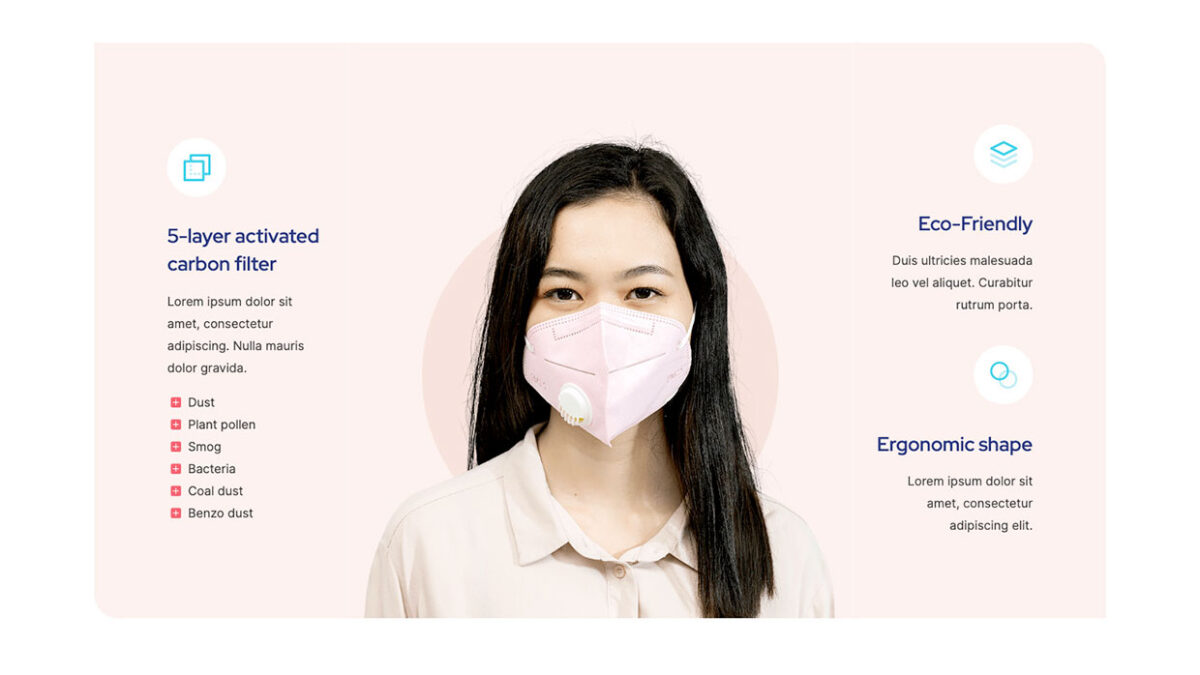 5-layer activated
carbon filter
Lorem ipsum dolor sit
amet, consectetur
adipiscing. Nulla mauris
dolor gravida.
Dust
Plant pollen
Smog
Bacteria
Coal dust
Benzo dust
Eco-Friendly
Duis ultricies malesuada
leo vel aliquet. Curabitur
rutrum porta.
Ergonomic shape
Lorem ipsum dolor sit
amet, consectetur
adipiscing elit.